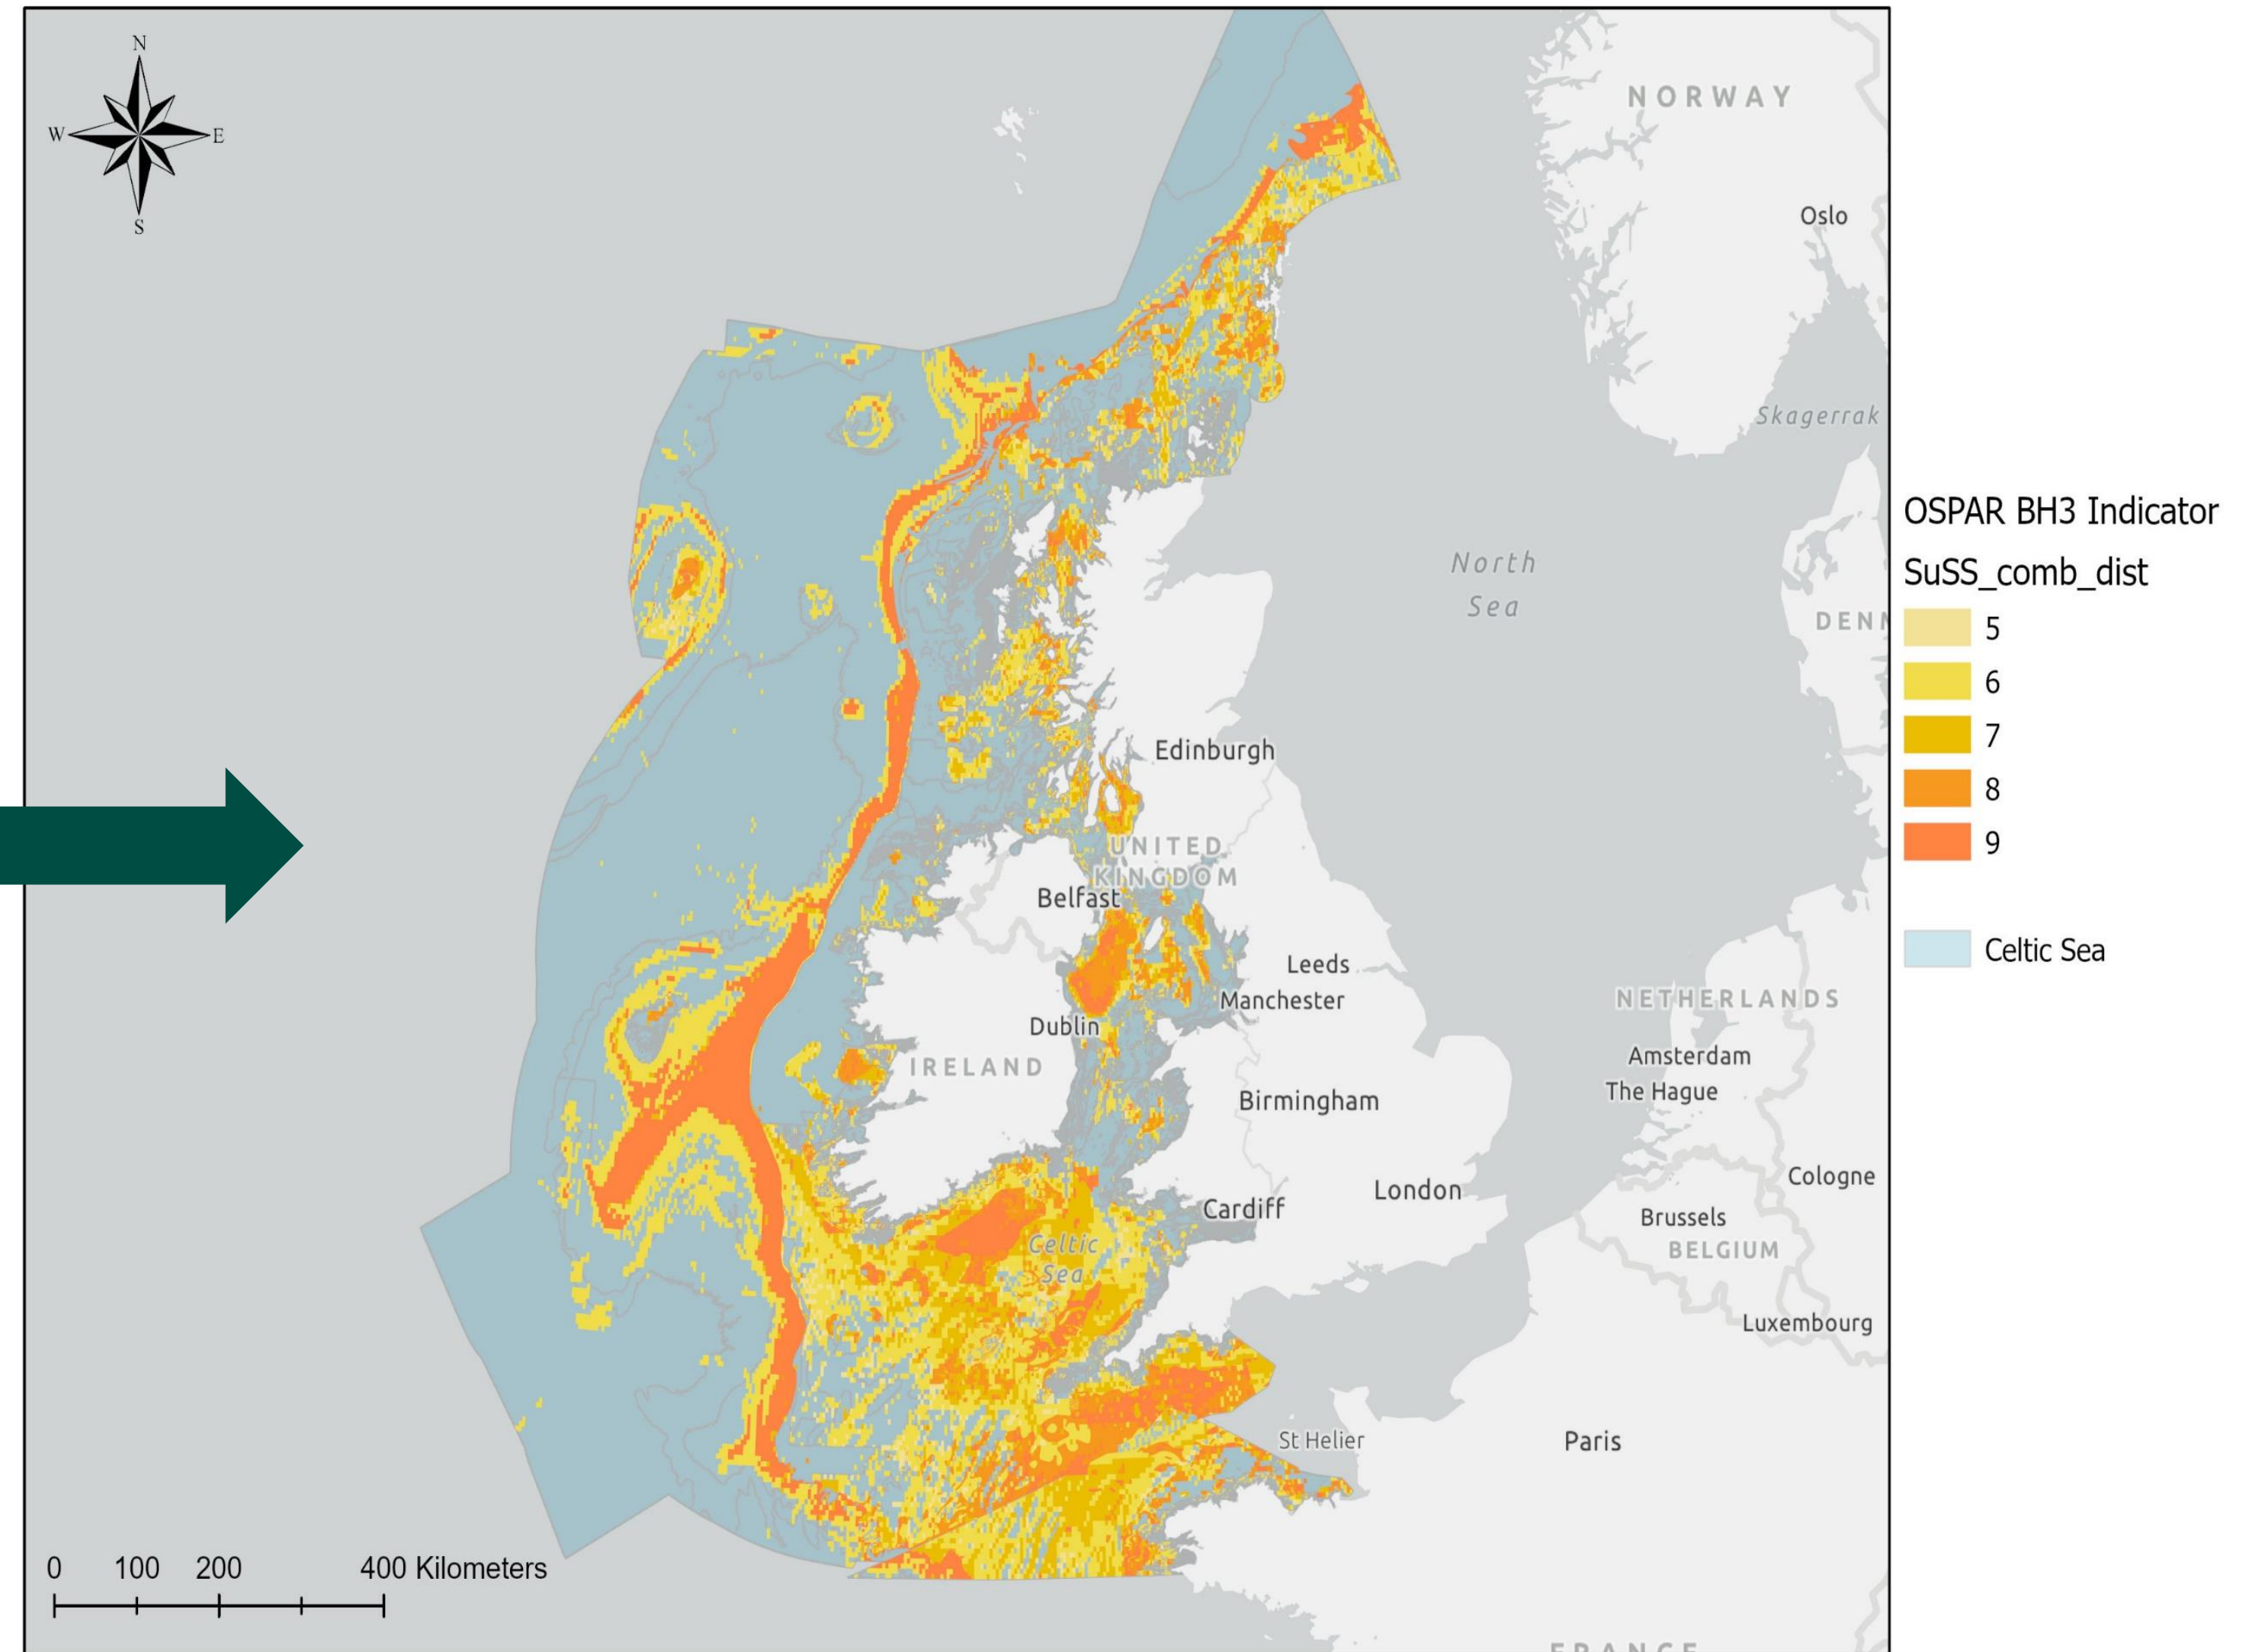 N
W
E
S
NORWAY
Oslo
Skagerrak
North
Sea
DENM
Edinburgh
UNITED
KINGDOM
Belfast
Leeds
Manchester
Dublin
IRELAND
Birmingham
NETHERLANDS
Amsterdam
The Hague
Cologne
London
Cardiff
Brussels
BELGIUM
Celtic
Sea
Luxembourg
St Helier
Paris
FRANCE
0 100 200 400 Kilometers
OSPAR BH3 Indicator
SuSS_comb_dist
5
6
7
8
9
Celtic Sea